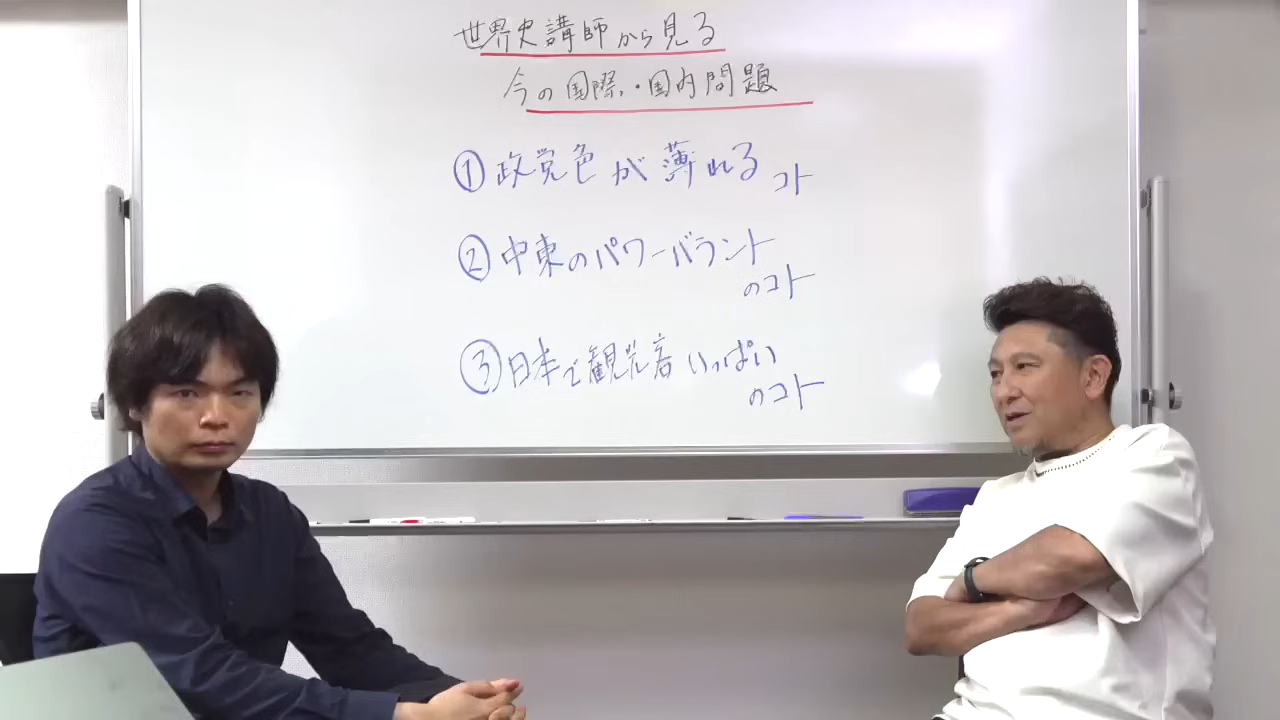 世界史講師から見る
今の国際・国内問題
①政党色が薄れるコト
②中東のパワーバラント
のコト
③日本で観光客いっぱい
のコト